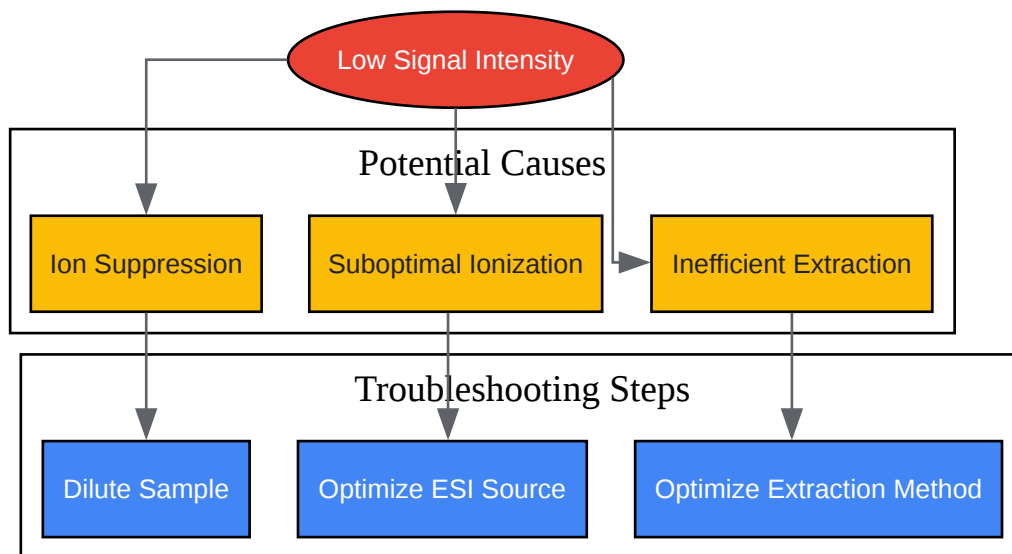 Low Signal Intensity
Potential Causes
Ion Suppression
Suboptimal Ionization
Inefficient Extraction
Troubleshooting Steps
Dilute Sample
Optimize ESI Source
Optimize Extraction Method